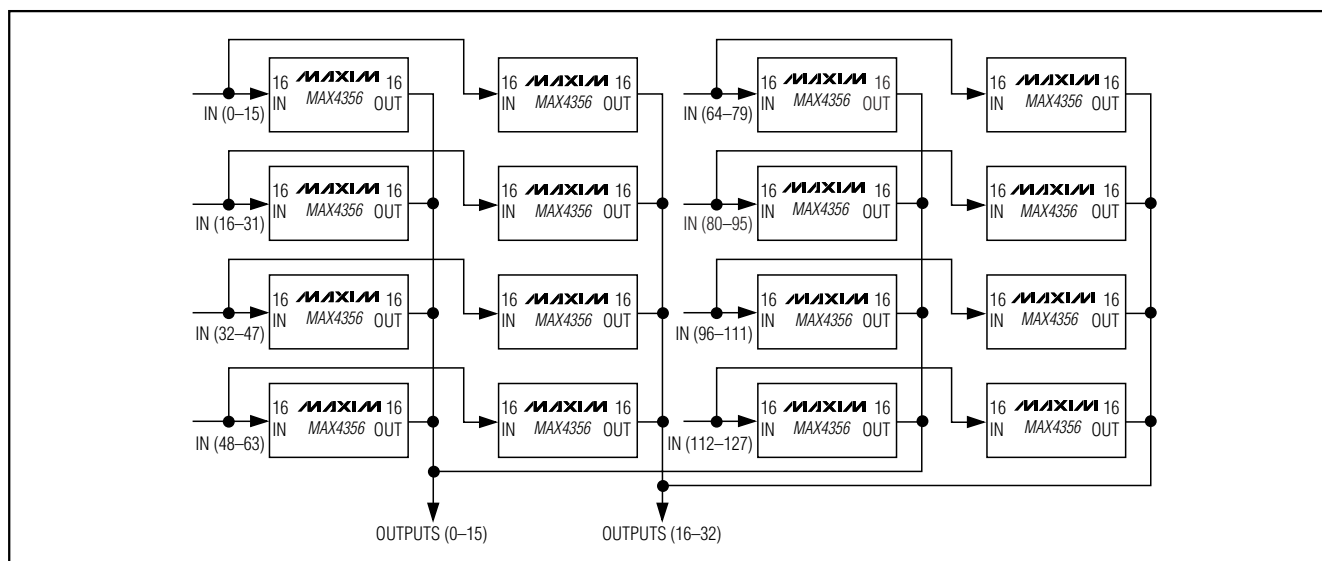 16 MAXIM 16
IN MAX4356 OUT
IN (0–15)
16 MAXIM 16
IN MAX4356 OUT
16 MAXIM 16
IN MAX4356 OUT
IN (64–79)
16 MAXIM 16
IN MAX4356 OUT
16 MAXIM 16
IN MAX4356 OUT
IN (16–31)
16 MAXIM 16
IN MAX4356 OUT
16 MAXIM 16
IN MAX4356 OUT
IN (80–95)
16 MAXIM 16
IN MAX4356 OUT
16 MAXIM 16
IN MAX4356 OUT
IN (32–47)
16 MAXIM 16
IN MAX4356 OUT
16 MAXIM 16
IN MAX4356 OUT
IN (96–111)
16 MAXIM 16
IN MAX4356 OUT
16 MAXIM 16
IN MAX4356 OUT
IN (48–63)
16 MAXIM 16
IN MAX4356 OUT
16 MAXIM 16
IN MAX4356 OUT
IN (112–127)
16 MAXIM 16
IN MAX4356 OUT
OUTPUTS (0–15)
OUTPUTS (16–32)